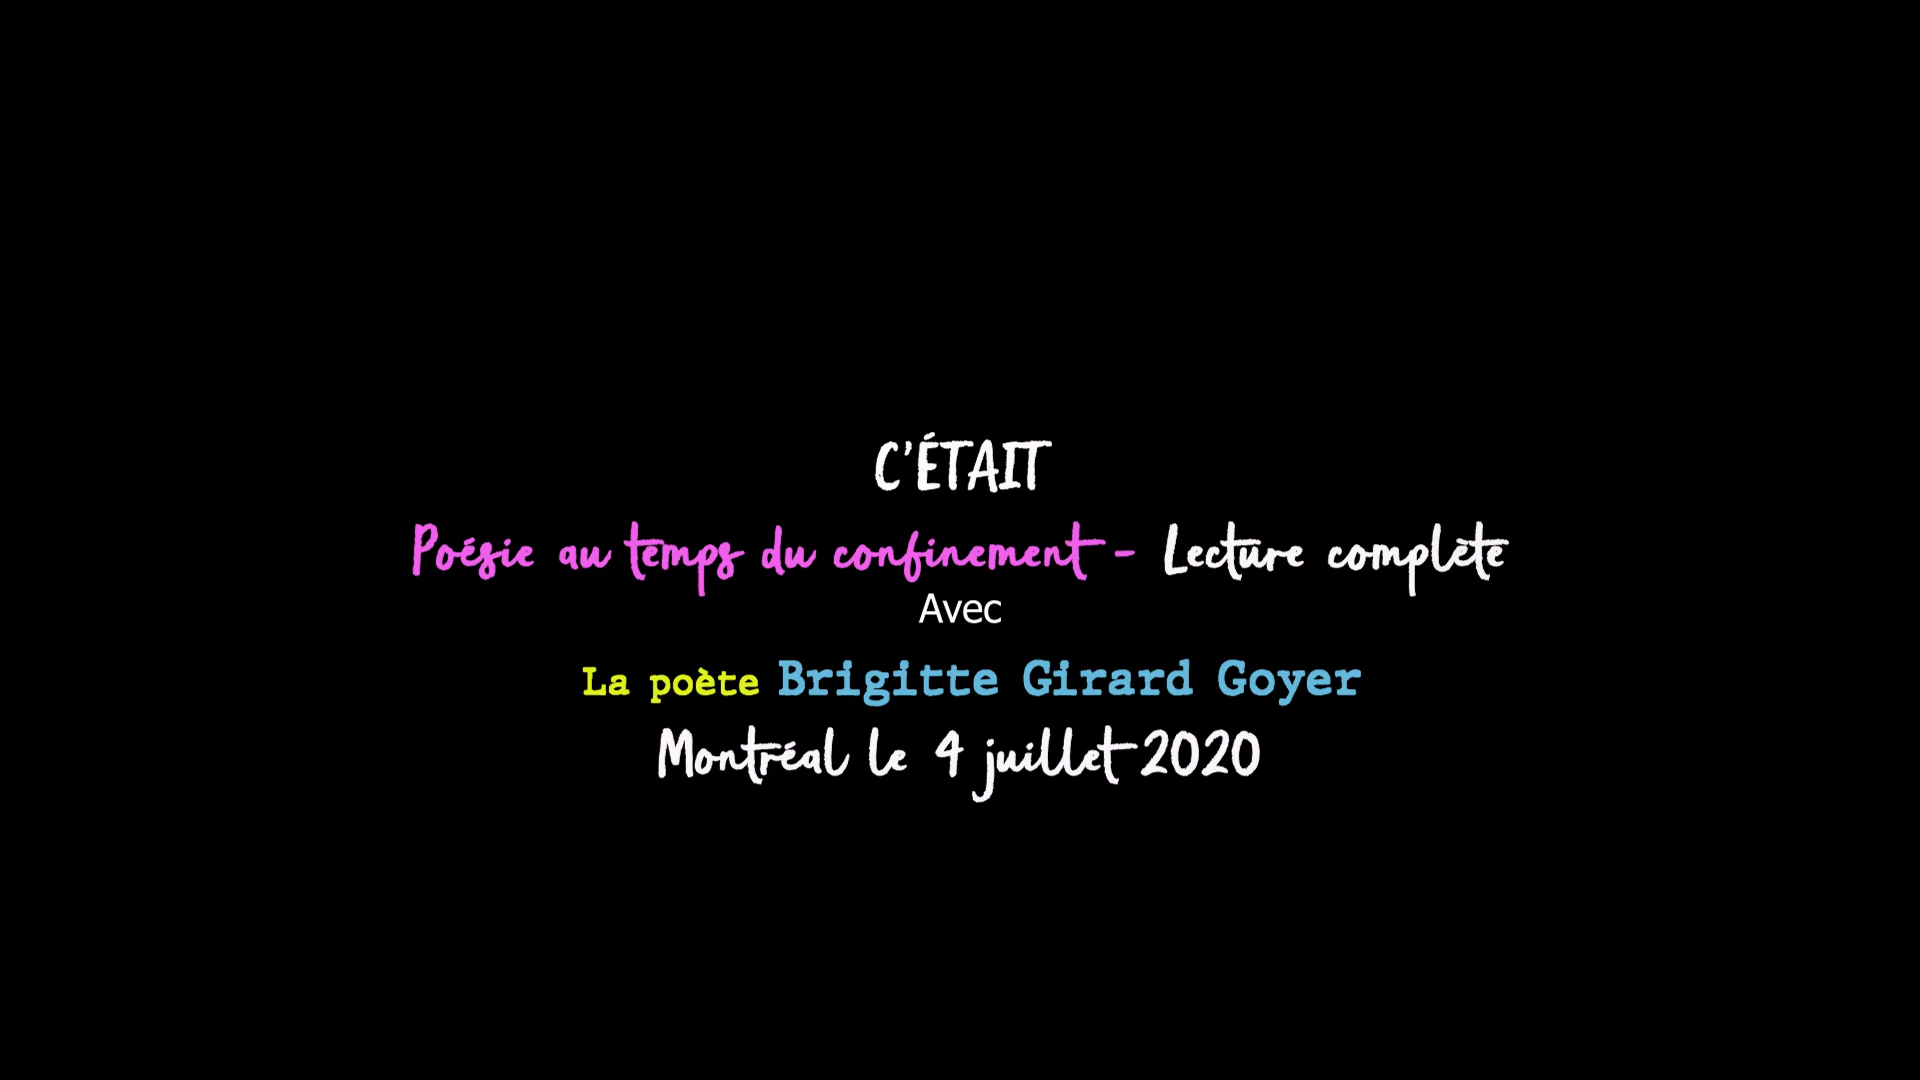 C'ÉTAIT
Poésie au temps du confinement - Lecture complète
Avec
La poète Brigitte Girard Goyer
Montréal le 4 juillet 2020